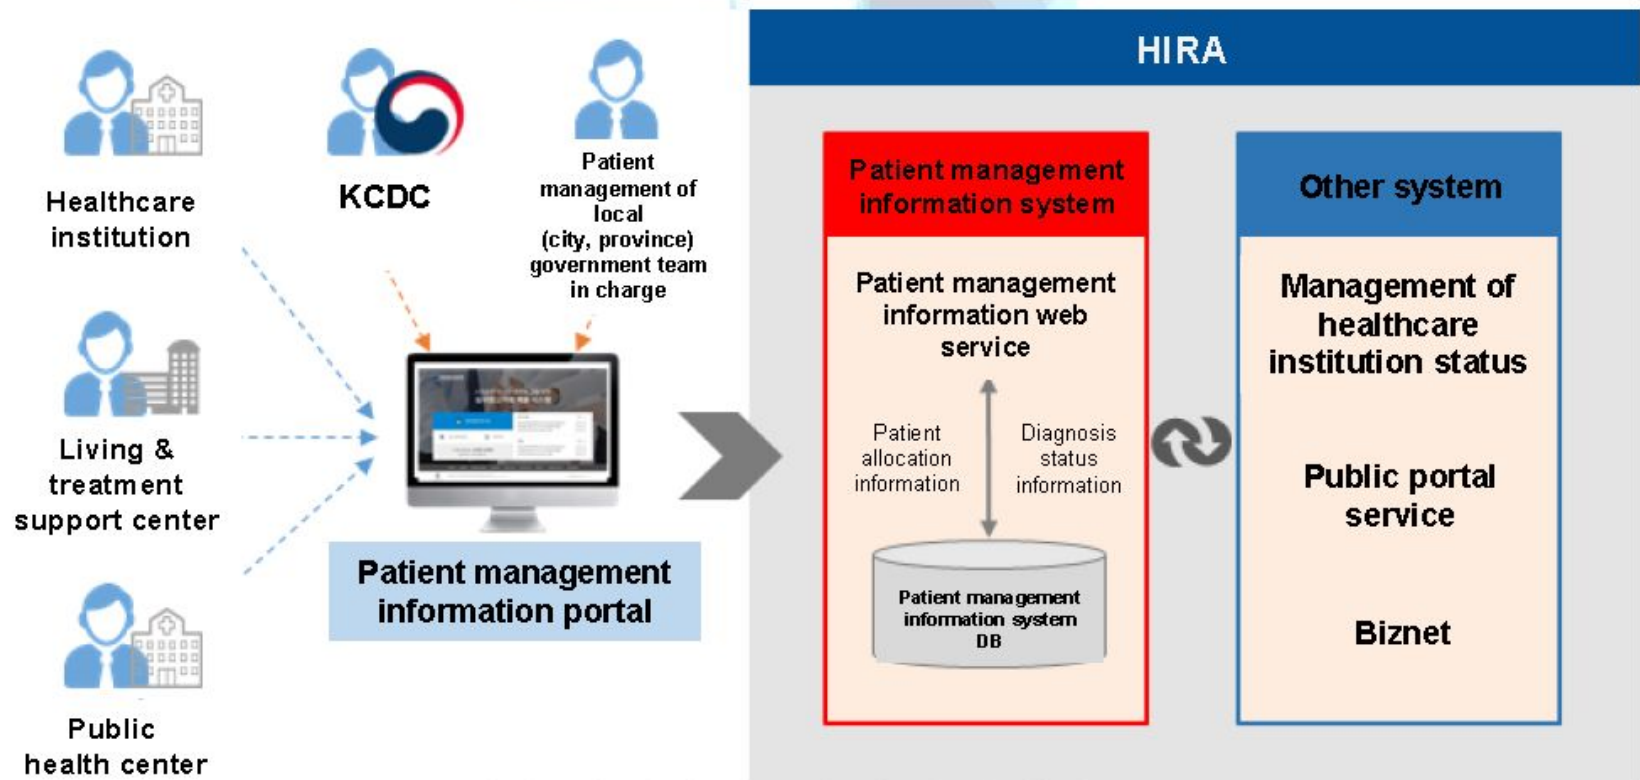 Healthcare
institution
KCDC
Patient
management of
local
(city, province)
government team
in charge
Living &
treatment
support center
Public
health center
Patient management
information portal
HIRA
Patient management
information system
Patient management
information web
service
Patient
allocation
information
Diagnosis
status
information
Patient management
information system
DB
Other system
Management of
healthcare
institution status
Public portal
service
Biznet